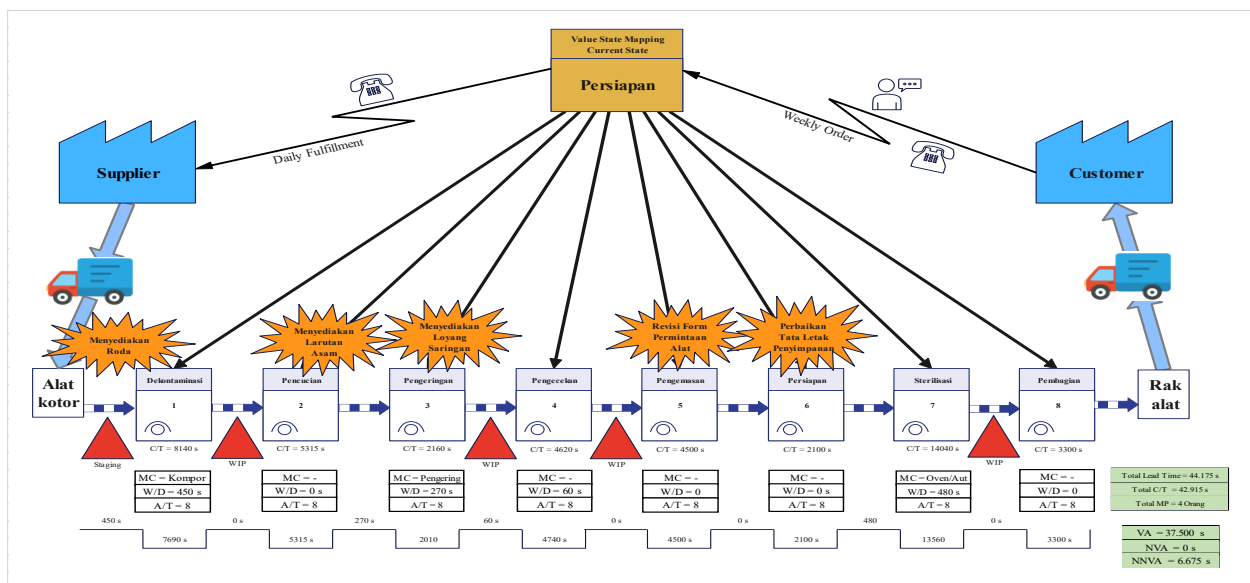 Value State Mapping
Current State
Persiapan
Daily Fulfillment
Weekly Order
Supplier
Customer
Menyediakan
Roda
Menyediakan
Larutan
Asam
Menyediakan
Loyang
Saringan
Revisi Form
Permintaan
Alat
Perbaikan
Tata Letak
Penyimpanan
Alat
kotor
Dekontaminasi
1
Pencucian
2
Pengeringan
3
Pengecekan
4
Pengemasan
5
Persiapan
6
Sterilisasi
7
Pembagian
8
Rak
alat
Staging
C/T = 8140 s
WIP
C/T = 5315 s
C/T = 2160 s
WIP
C/T = 4620 s
WIP
C/T = 4500 s
C/T = 2100 s
C/T = 14040 s
WIP
C/T = 3300 s
MC = Kompor
W/D = 450 s
A/T = 8
MC = -
W/D = 0 s
A/T = 8
MC = Pengering
W/D = 270 s
A/T = 8
MC = -
W/D = 60 s
A/T = 8
MC = -
W/D = 0
A/T = 8
MC = -
W/D = 0 s
A/T = 8
MC = Oven/Aut
W/D = 480 s
A/T = 8
MC = -
W/D = 0
A/T = 8
Total Lead Time = 44.175 s
Total C/T = 42.915 s
Total MP = 4 Orang
450 s
0 s
270 s
60 s
0 s
0 s
480
0 s
7690 s
5315 s
2010
4740 s
4500 s
2100 s
13560
3300 s
VA = 37.500 s
NVA = 0 s
NNVA = 6.675 s